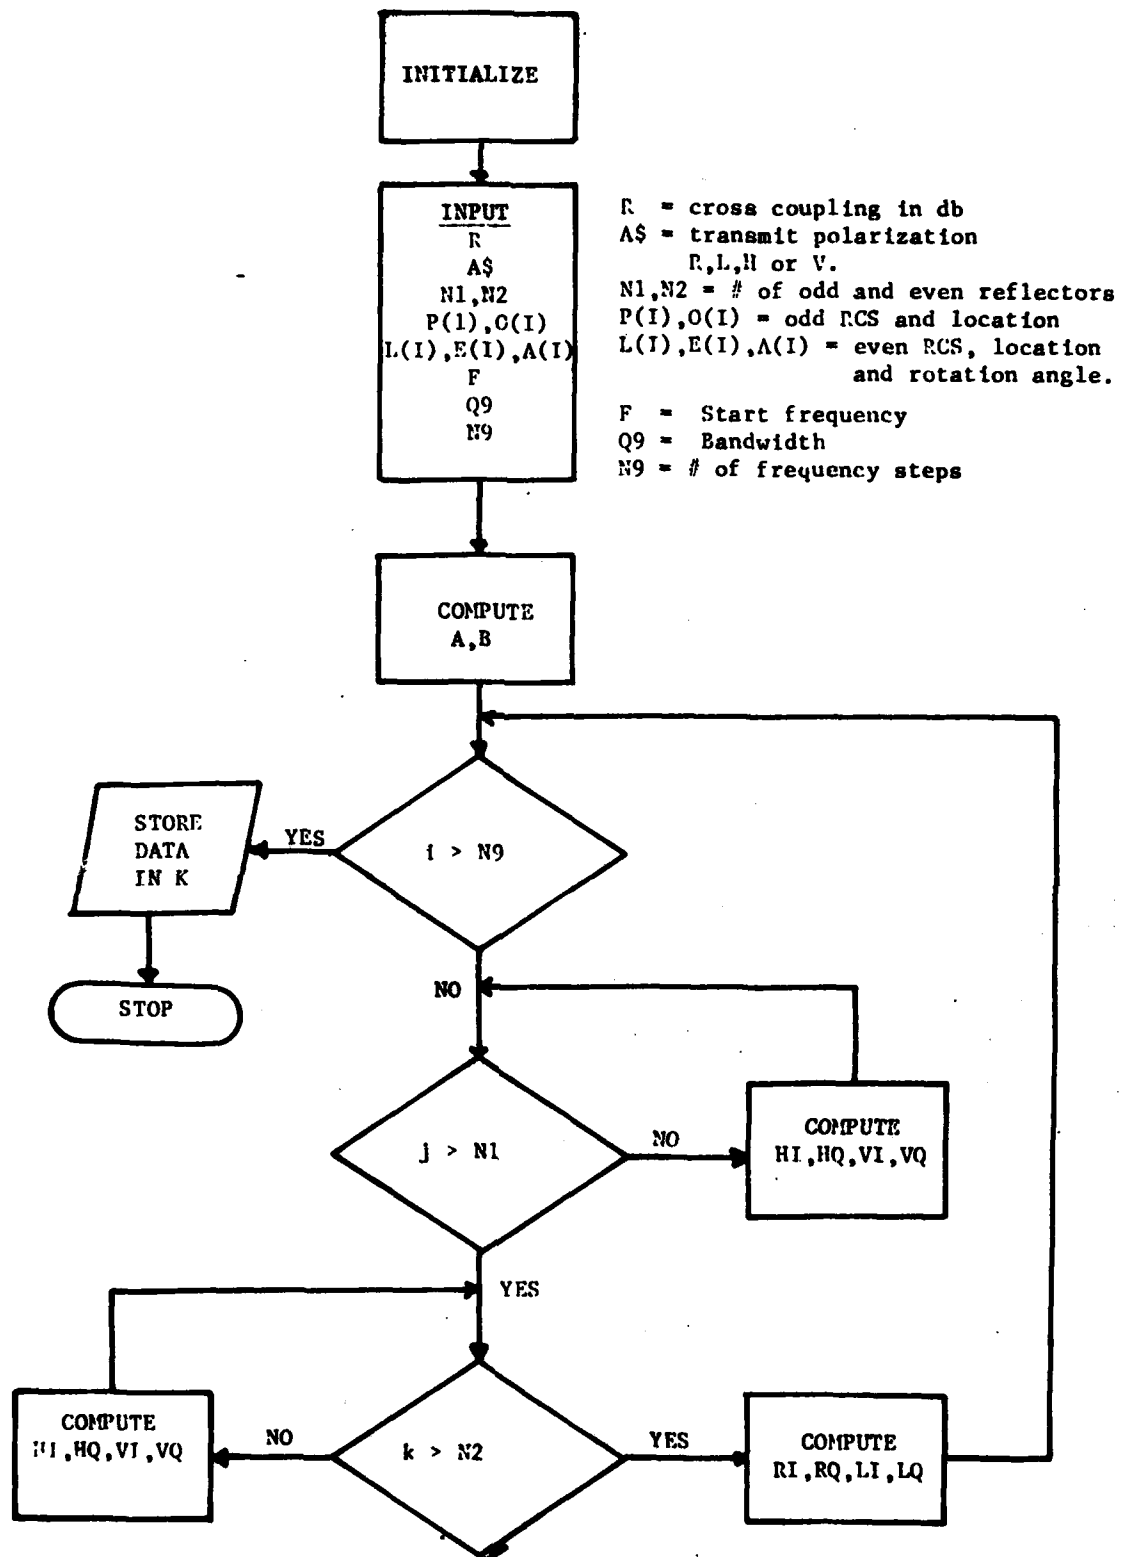 INITIALIZE
INPUT
R
A$
N1,N2
P(1),O(I)
L(I),E(I),A(I)
F
Q9
N9
R = cross coupling in db
A$ = transmit polarization
R,L,H or V.
N1,N2 = # of odd and even reflectors
P(I),O(I) = odd RCS and location
L(I),E(I),A(I) = even RCS, location
and rotation angle.
F = Start frequency
Q9 = Bandwidth
N9 = # of frequency steps
COMPUTE
A,B
i > N9
YES
STORE
DATA
IN K
STOP
NO
j > N1
NO
COMPUTE
HI,HQ,VI,VQ
YES
k > N2
NO
COMPUTE
HI,HQ,VI,VQ
YES
COMPUTE
RI,RQ,LI,LQ